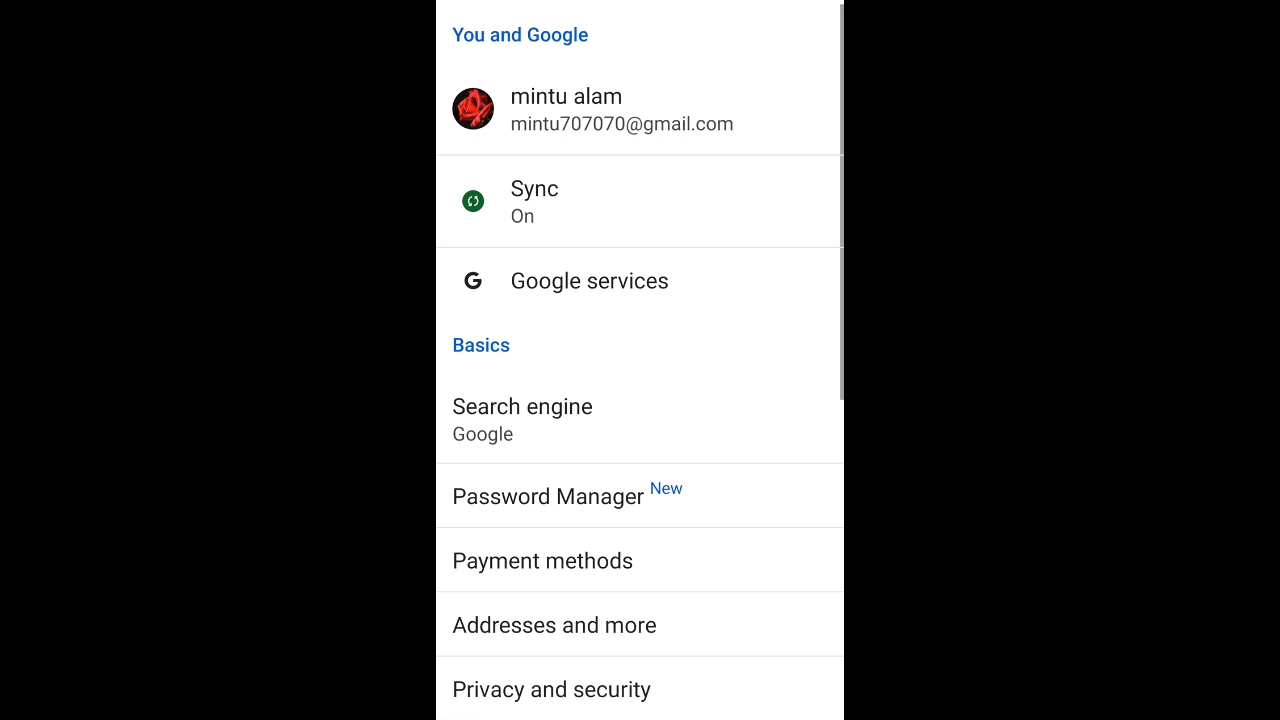 You and Google
mintu alam
mintu707070@gmail.com
Sync
On
G Google services
Basics
Search engine
Google
Password Manager New
Payment methods
Addresses and more
Privacy and security